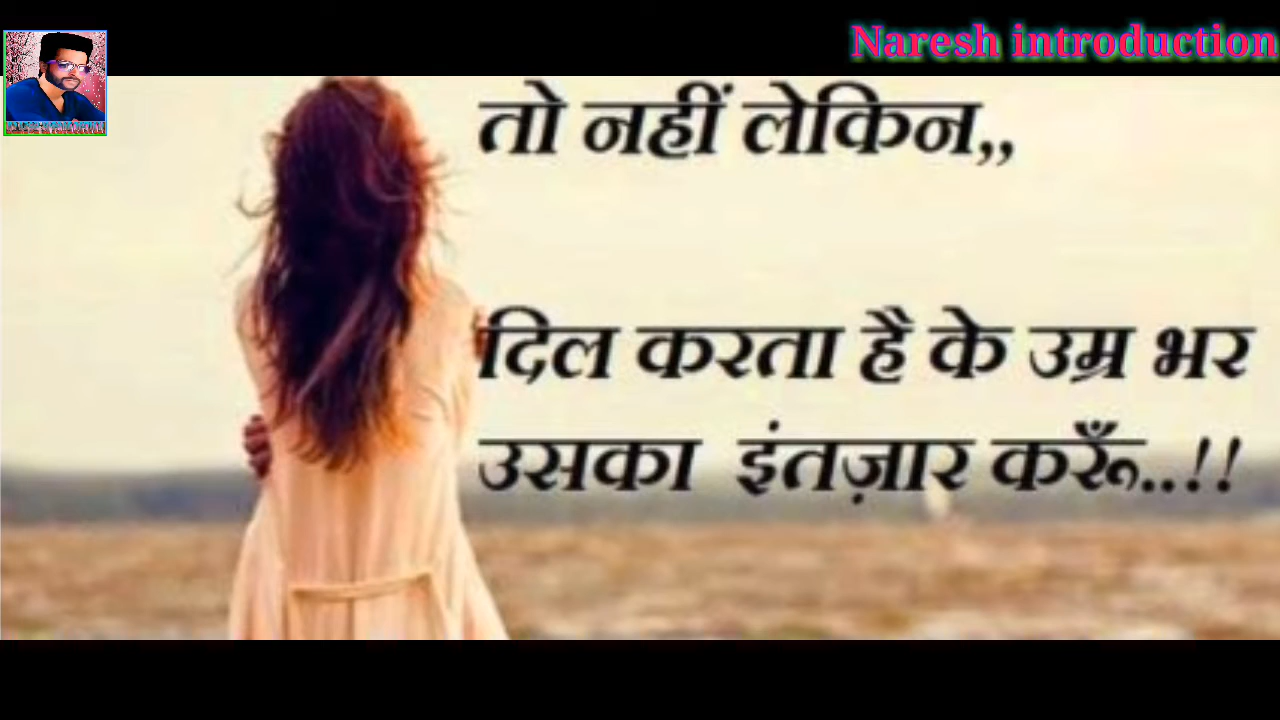 Naresh introduction
तो नहीं लेकिन,,
दिल करता है के उम्र भर
उसका इंतज़ार करूँ..!!